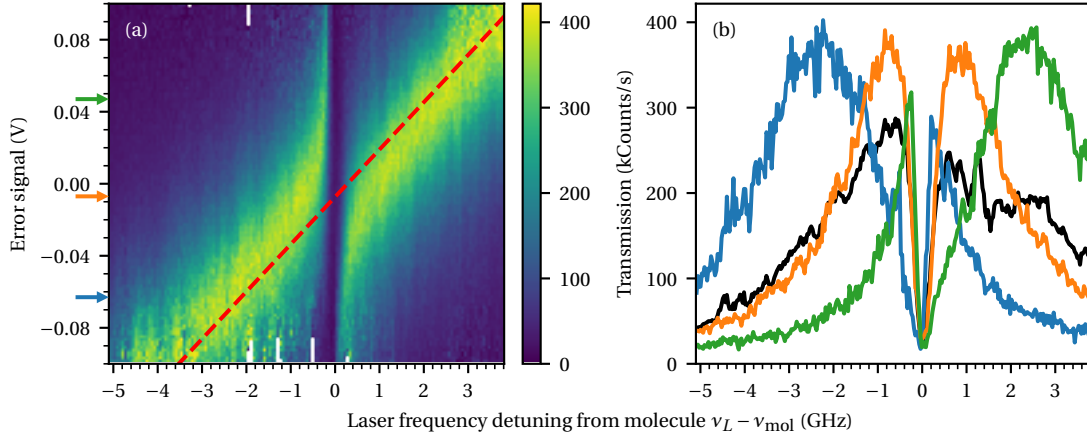 (a)
(b)
Error signal (V)
0.08
0.04
0.00
−0.04
−0.08
−5 −4 −3 −2 −1 0 1 2 3
400
300
200
100
0
Transmission (kCounts/s)
400
300
200
100
0
−5 −4 −3 −2 −1 0 1 2 3
Laser frequency detuning from molecule ν_L − ν_mol (GHz)